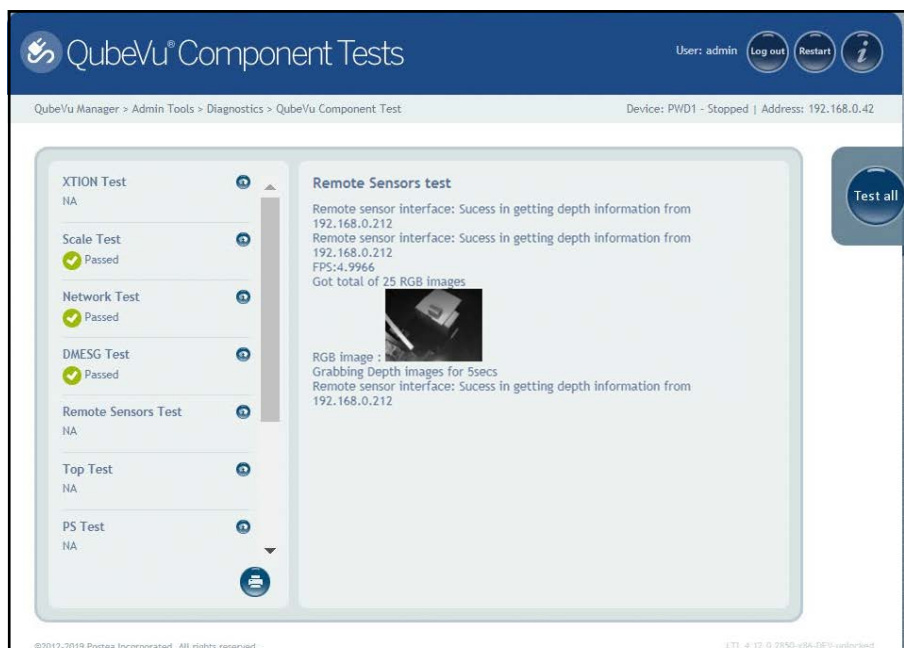 QubeVu® Component Tests
User: admin
Log out
Restart
i
QubeVu Manager > Admin Tools > Diagnostics > QubeVu Component Test
Device: PWD1 - Stopped | Address: 192.168.0.42
XTION Test
NA
Scale Test
Passed
Network Test
Passed
DMESG Test
Passed
Remote Sensors Test
NA
Top Test
NA
PS Test
NA
Remote Sensors test
Remote sensor interface: Sucess in getting depth information from
192.168.0.212
Remote sensor interface: Sucess in getting depth information from
192.168.0.212
FPS:4.9966
Got total of 25 RGB images
RGB image :
Grabbing Depth images for 5secs
Remote sensor interface: Sucess in getting depth information from
192.168.0.212
Test all
©2012-2019 Postea Incorporated. All rights reserved.